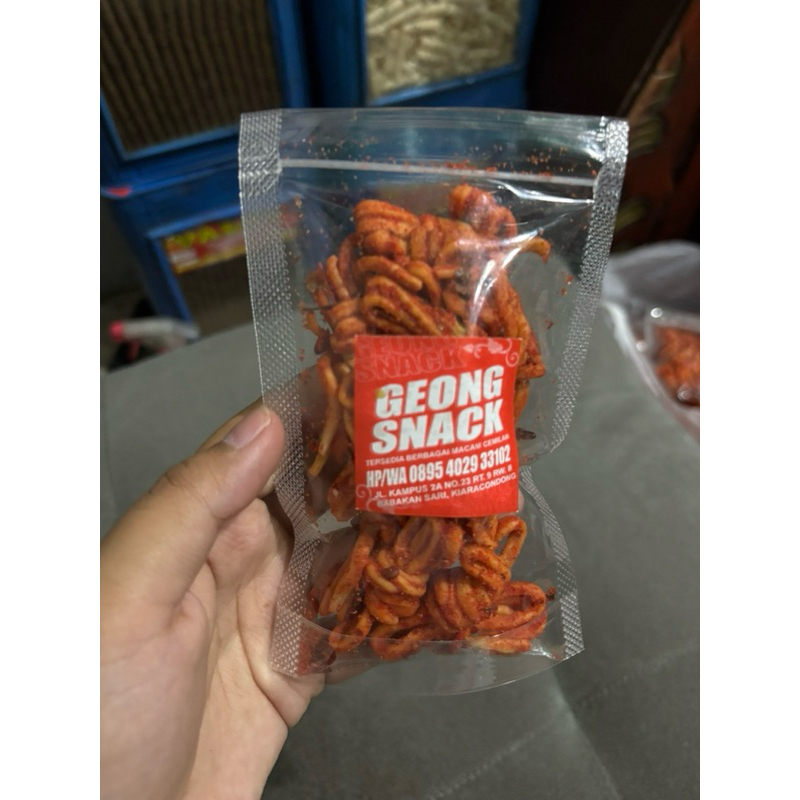 SNACK
GEONG
SNACK
TERSEDIA BERBAGAI MACAM CEMILAN
HP/WA 0895 4029 33102
JL. KAMPUS 2A NO.23 RT. 9 RW. 8
BABAKAN SARI, KIARACONDONG